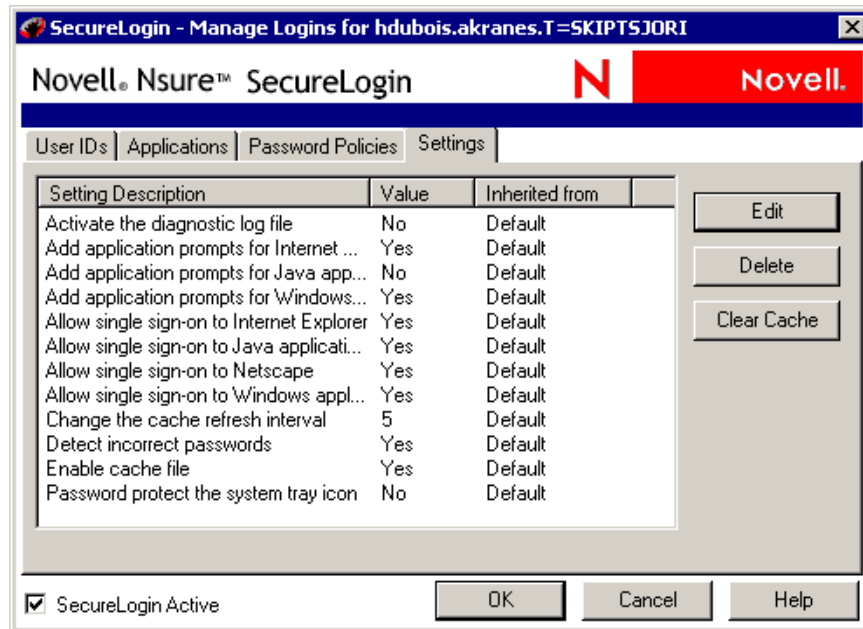 SecureLogin - Manage Logins for hdubois.akranes.T=SKIPTSJORI
Novell® Nsure™ SecureLogin N Novell.
User IDs Applications Password Policies Settings
Setting Description Value Inherited from
Activate the diagnostic log file No Default
Add application prompts for Internet ... Yes Default
Add application prompts for Java app... No Default
Add application prompts for Windows... Yes Default
Allow single sign-on to Internet Explorer Yes Default
Allow single sign-on to Java applicati... Yes Default
Allow single sign-on to Netscape Yes Default
Allow single sign-on to Windows appl... Yes Default
Change the cache refresh interval 5 Default
Detect incorrect passwords Yes Default
Enable cache file Yes Default
Password protect the system tray icon No Default
Edit
Delete
Clear Cache
SecureLogin Active
OK Cancel Help